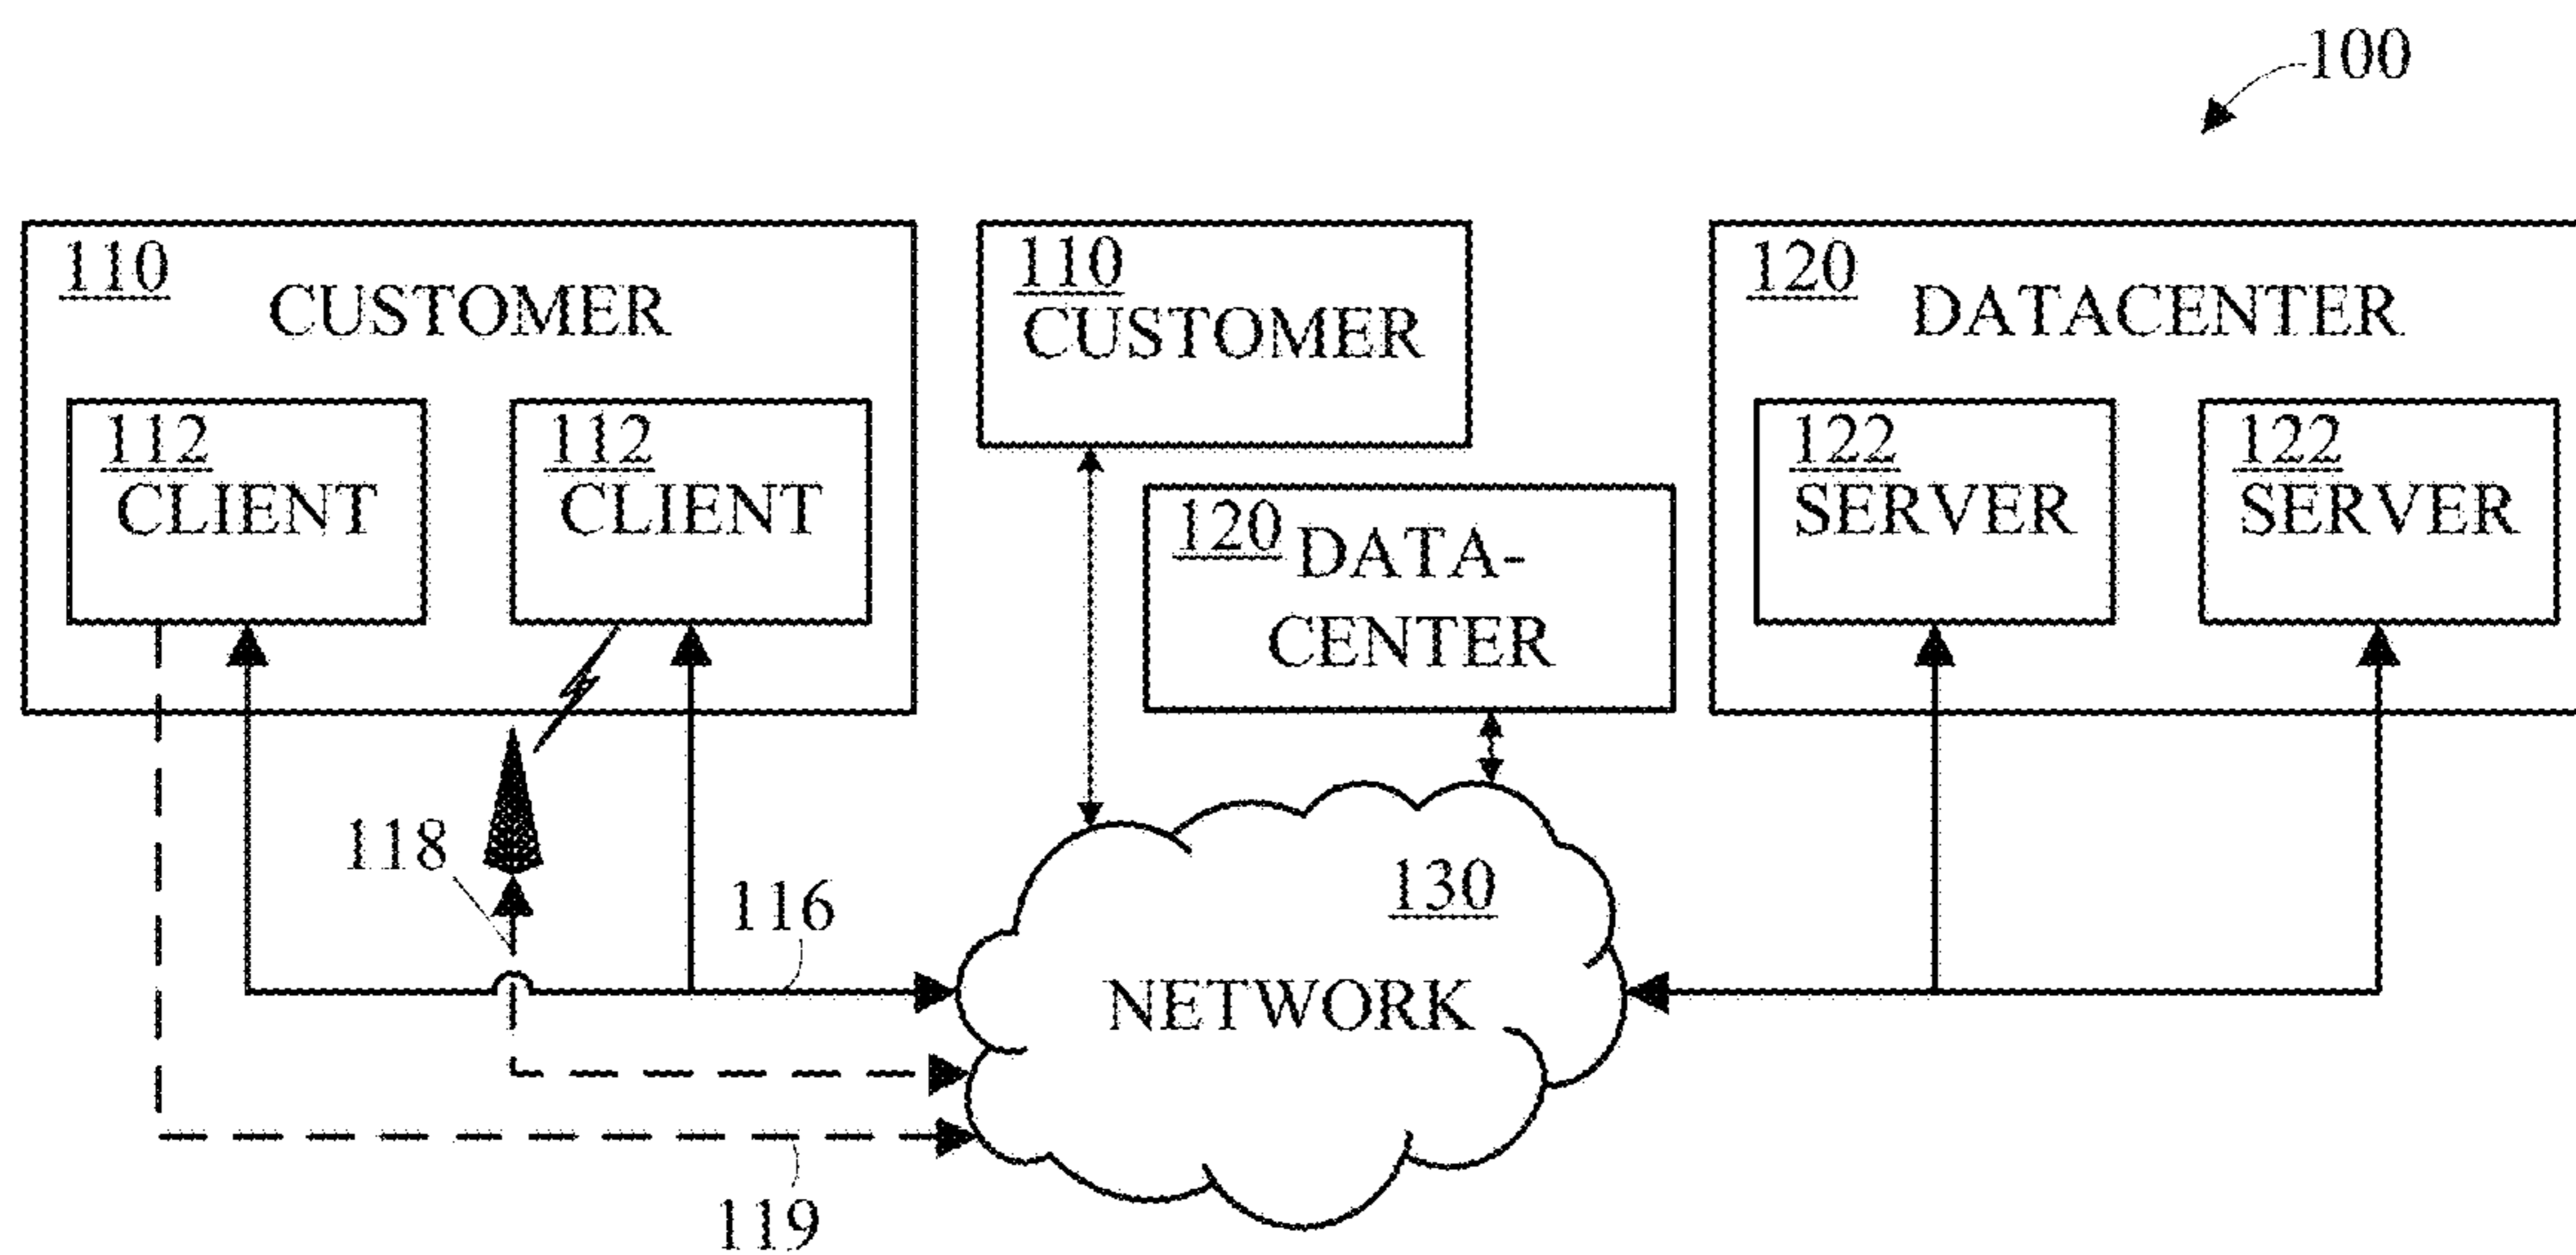 100
110
CUSTOMER
112
CLIENT
112
CLIENT
110
CUSTOMER
120
DATA-
CENTER
120
DATACENTER
122
SERVER
122
SERVER
118
116
130
NETWORK
119